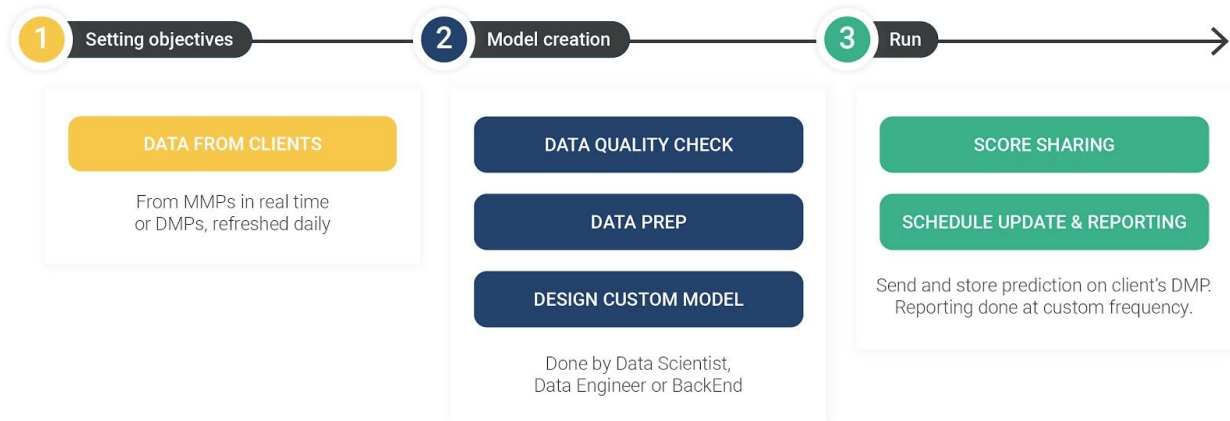 1 Setting objectives
DATA FROM CLIENTS
From MMPs in real time
or DMPs, refreshed daily
2 Model creation
DATA QUALITY CHECK
DATA PREP
DESIGN CUSTOM MODEL
Done by Data Scientist,
Data Engineer or BackEnd
3 Run
SCORE SHARING
SCHEDULE UPDATE & REPORTING
Send and store prediction on client’s DMP.
Reporting done at custom frequency.